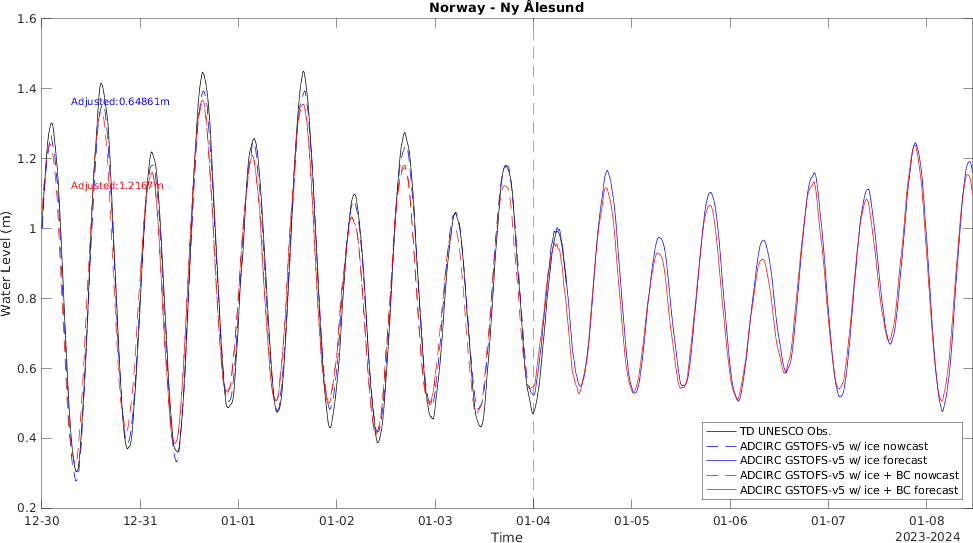 Norway - Ny Ålesund
1.6
1.4
1.2
1
0.8
0.6
0.4
0.2
Water Level (m)
Adjusted:0.64861m
Adjusted:1.2167m
TD UNESCO Obs.
ADCIRC GSTOFS-v5 w/ ice nowcast
ADCIRC GSTOFS-v5 w/ ice forecast
ADCIRC GSTOFS-v5 w/ ice + BC nowcast
ADCIRC GSTOFS-v5 w/ ice + BC forecast
12-30 12-31 01-01 01-02 01-03 01-04 01-05 01-06 01-07 01-08
Time
2023-2024